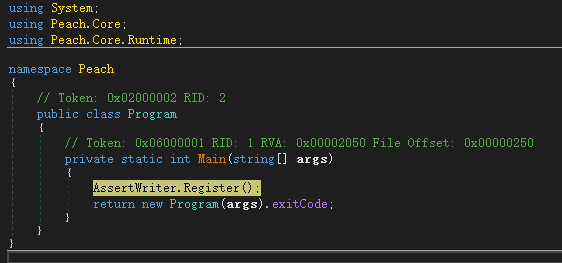 using System;
using Peach.Core;
using Peach.Core.Runtime;
namespace Peach
{
// Token: 0x02000002 RID: 2
public class Program
{
// Token: 0x06000001 RID: 1 RVA: 0x00002050 File Offset: 0x00000250
private static int Main(string[] args)
{
AssertWriter.Register();
return new Program(args).exitCode;
}
}
}